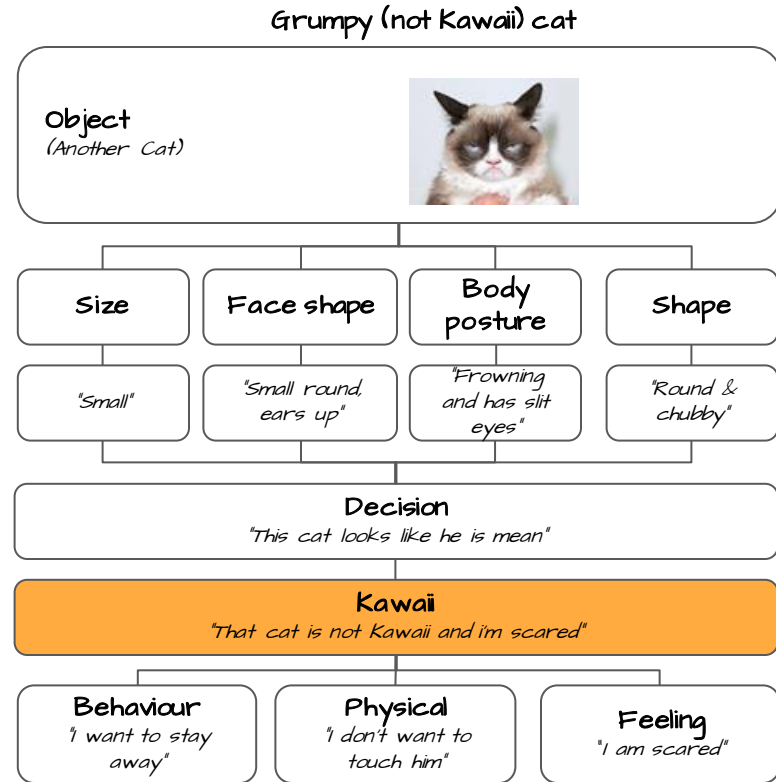 Grumpy (not Kawaii) cat
Object
(Another Cat)
Size
Face shape
Body
posture
Shape
"Small"
"Small round,
ears up"
"Frowning
and has slit
eyes"
"Round &
chubby"
Decision
"This cat looks like he is mean"
Kawaii
"That cat is not Kawaii and i'm scared"
Behaviour
"I want to stay
away"
Physical
"I don't want to
touch him"
Feeling
"I am scared"